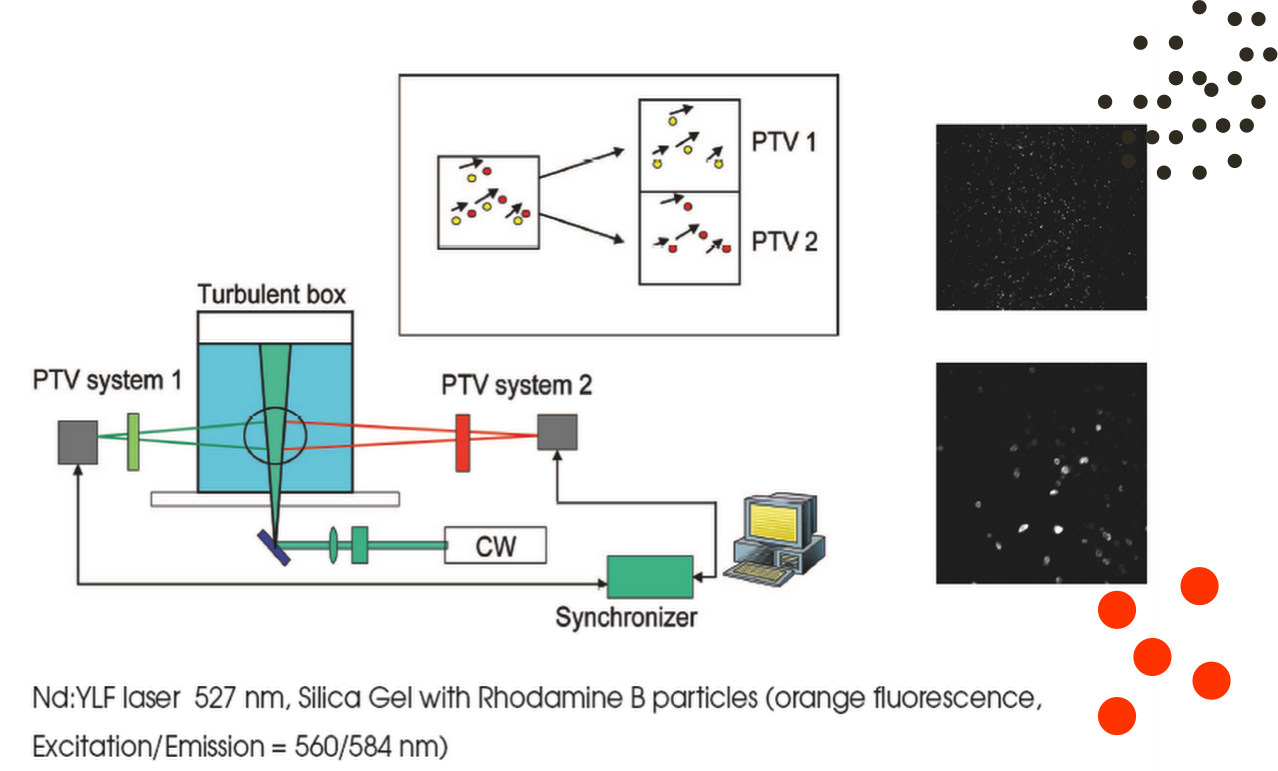 PTV 1
PTV 2
Turbulent box
PTV system 1
PTV system 2
CW
Synchronizer
Nd:YLF laser 527 nm, Silica Gel with Rhodamine B particles (orange fluorescence,
Excitation/Emission = 560/584 nm)